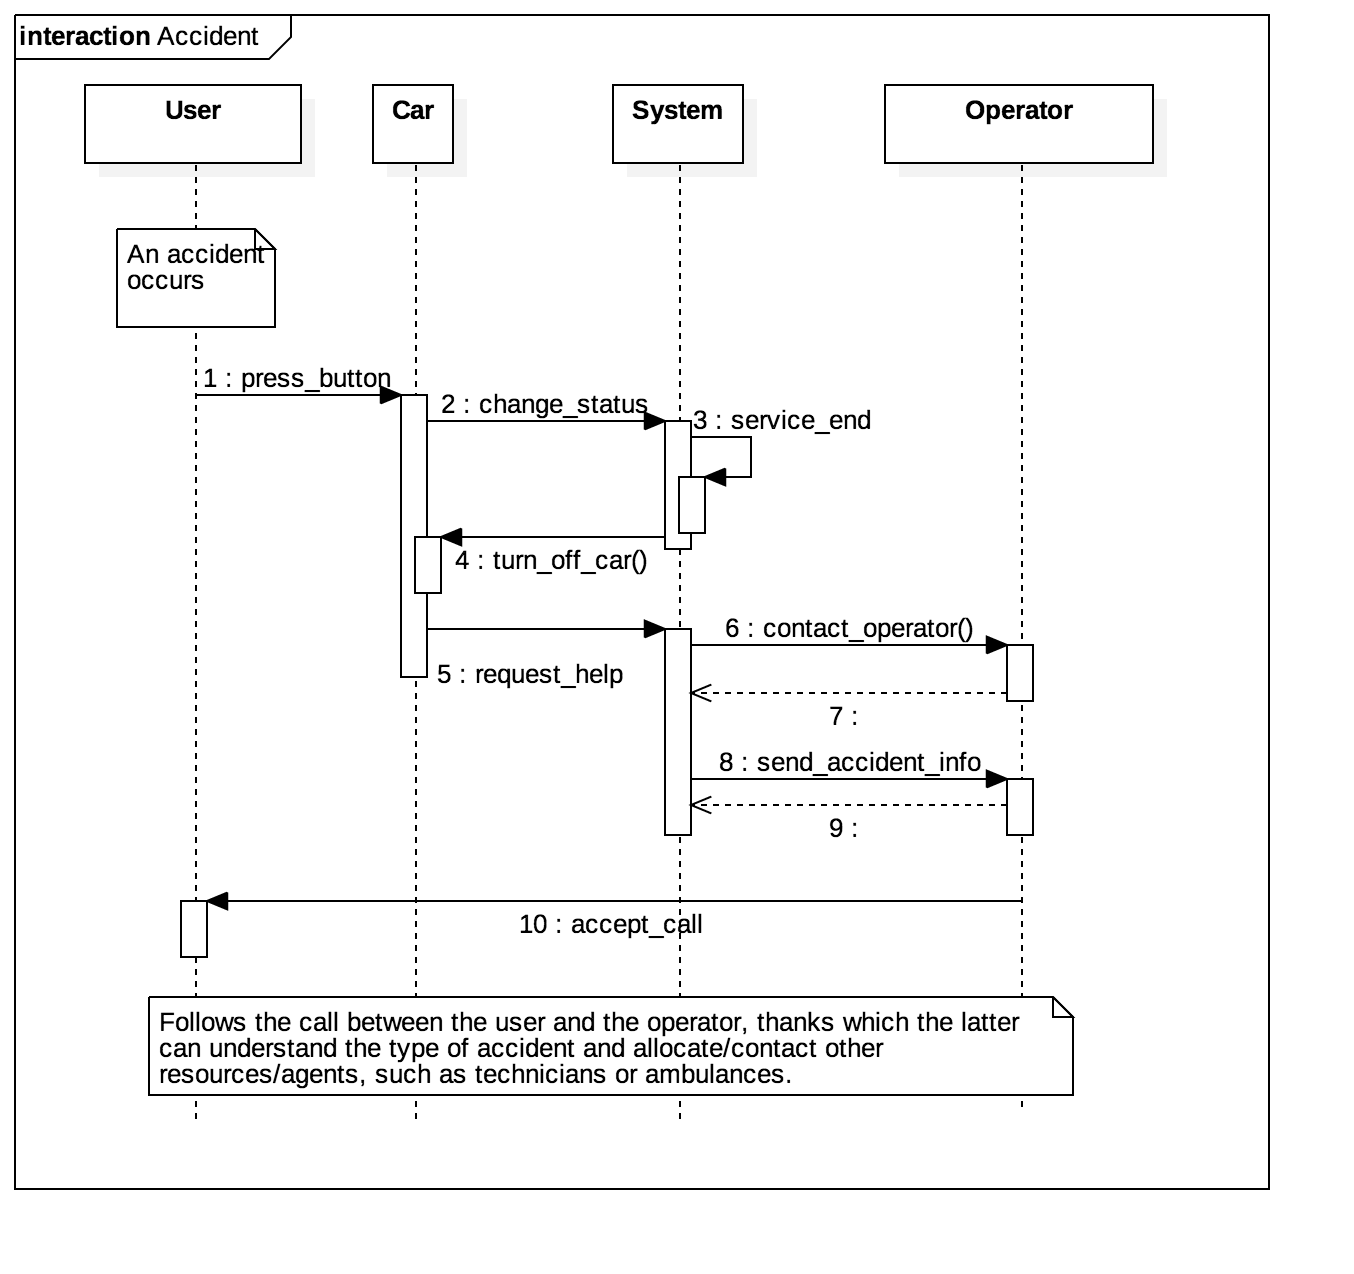 interaction Accident
User
Car
System
Operator
An accident
occurs
1 : press_button
2 : change_status
3 : service_end
4 : turn_off_car()
5 : request_help
6 : contact_operator()
7 :
8 : send_accident_info
9 :
10 : accept_call
Follows the call between the user and the operator, thanks which the latter
can understand the type of accident and allocate/contact other
resources/agents, such as technicians or ambulances.